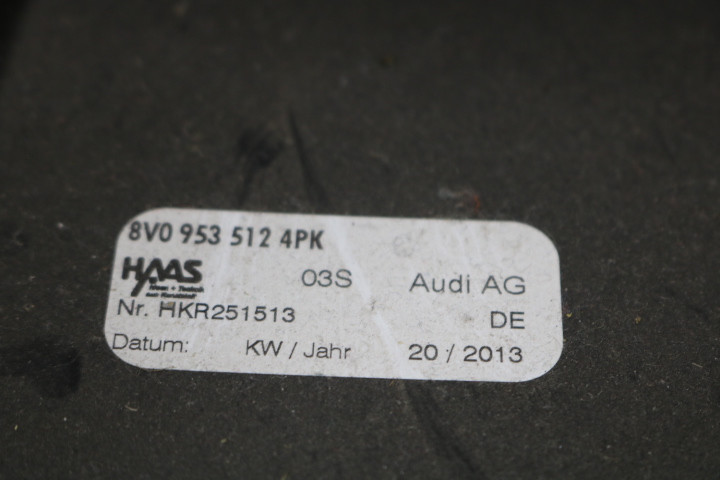 8V0 953 512 4PK
HAAS 03S Audi AG
Nr. HKR251513 DE
Datum: KW / Jahr 20 / 2013